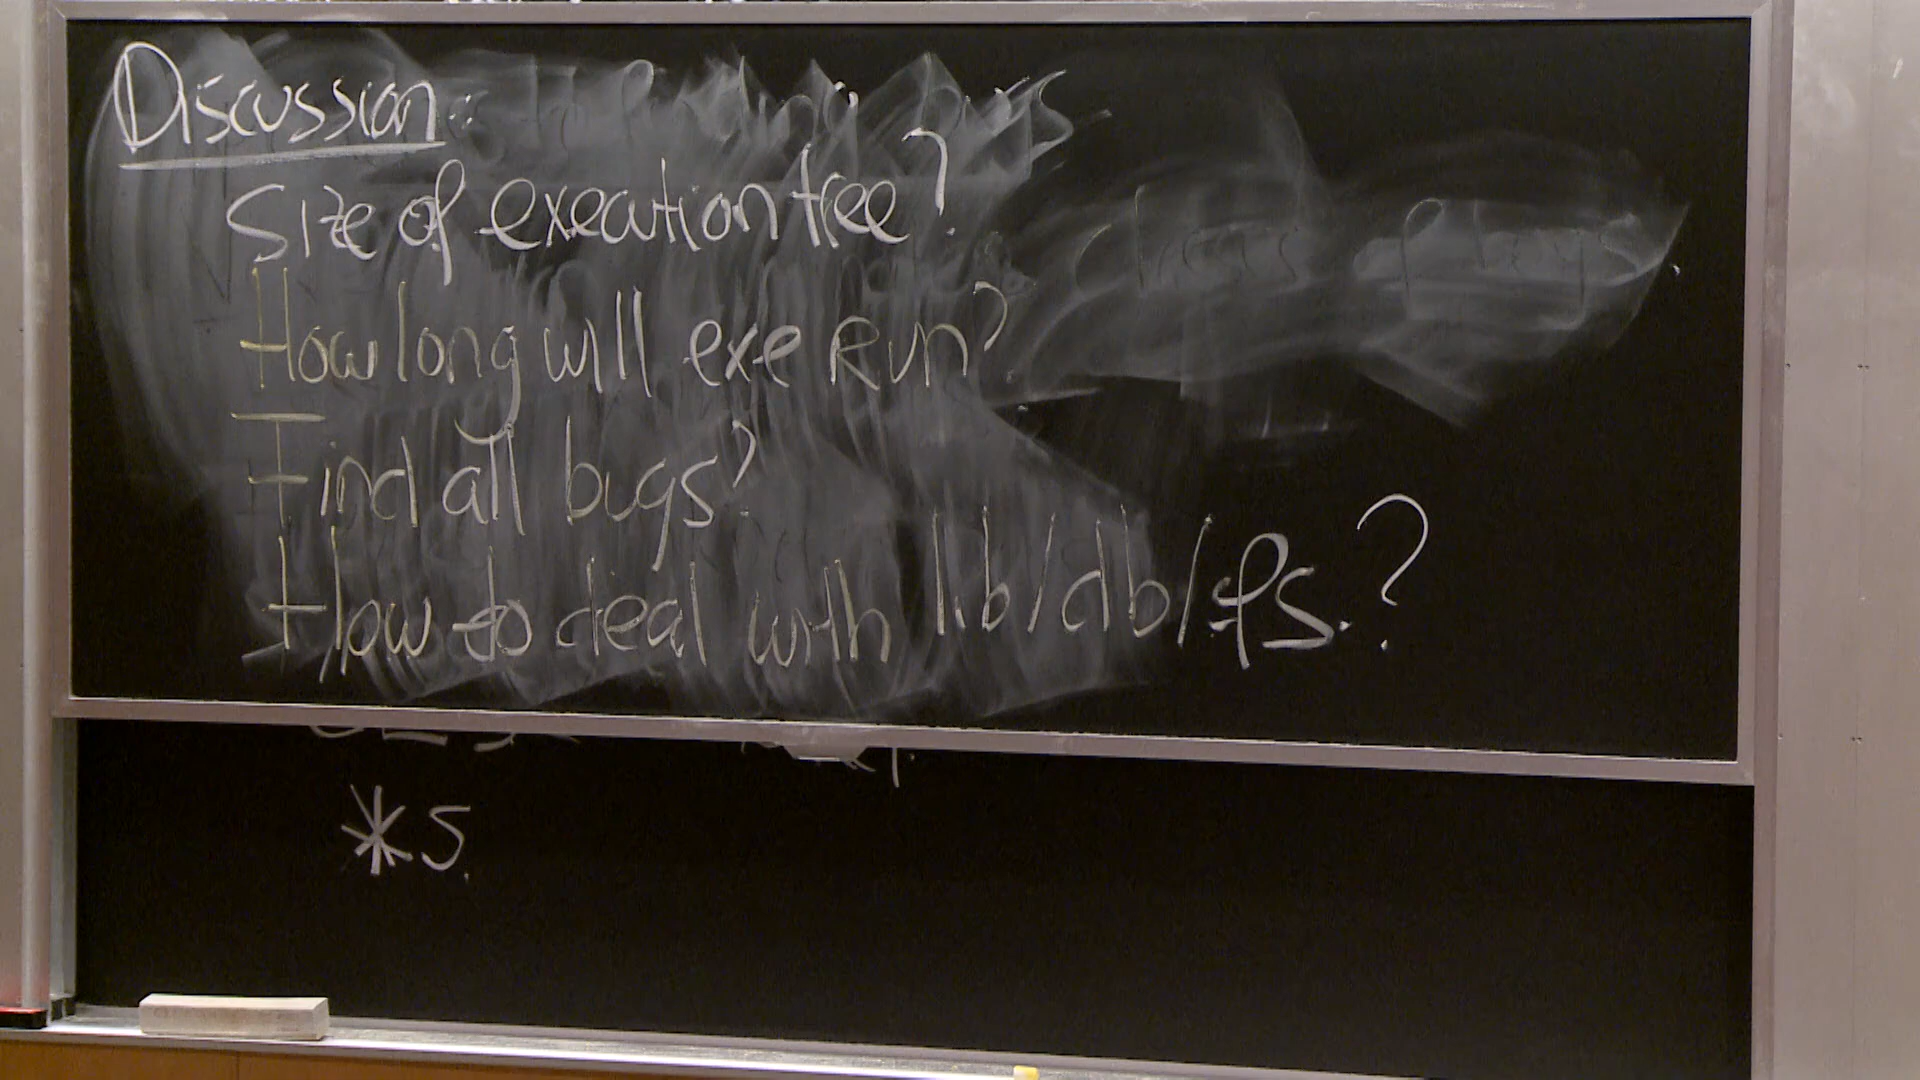 Discussion:
Size of execution tree?
How long will exe run?
Find all bugs?
How to deal with lib/db/fs.?
*s